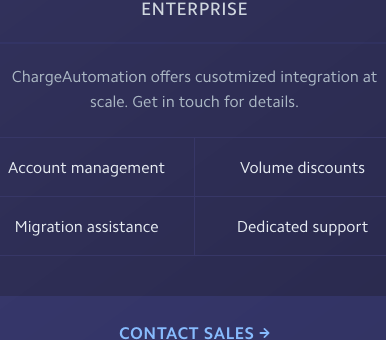 ENTERPRISE
ChargeAutomation offers cusotmized integration at
scale. Get in touch for details.
Account management
Volume discounts
Migration assistance
Dedicated support
CONTACT SALES →